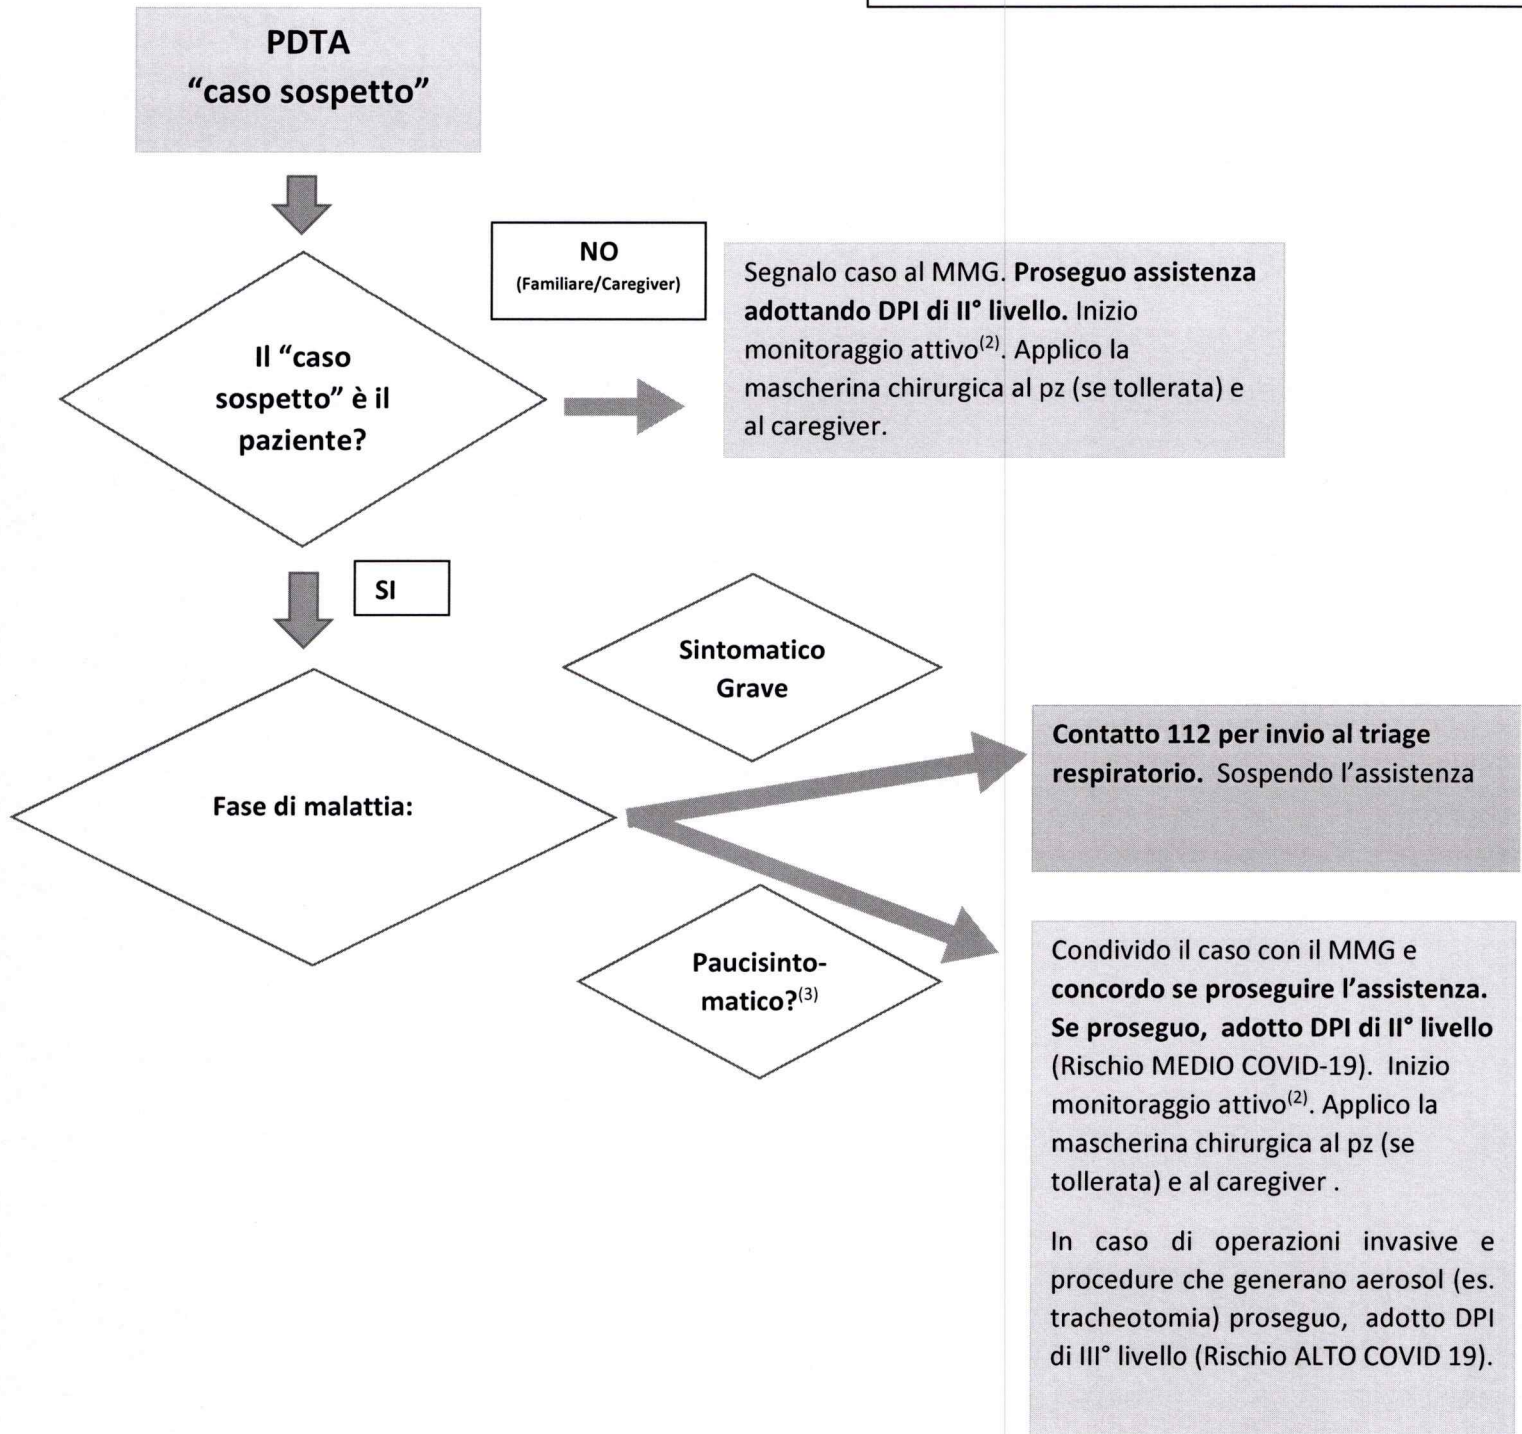 PDTA
“caso sospetto”
NO
(Familiare/Caregiver)
Segnalo caso al MMG. Proseguo assistenza
adottando DPI di II° livello. Inizio
monitoraggio attivo(2). Applico la
mascherina chirurgica al pz (se tollerata) e
al caregiver.
Il “caso
sospetto” è il
paziente?
SI
Sintomatico
Grave
Contatto 112 per invio al triage
respiratorio.  Sospendo l’assistenza
Fase di malattia:
Paucisinto-
matico?(3)
Condivido il caso con il MMG e
concordo se proseguire l’assistenza.
Se proseguo,  adotto DPI di II° livello
(Rischio MEDIO COVID-19).  Inizio
monitoraggio attivo(2). Applico la
mascherina chirurgica al pz (se
tollerata) e al caregiver .
In caso di operazioni invasive e
procedure che generano aerosol (es.
tracheotomia) proseguo,  adotto DPI
di III° livello (Rischio ALTO COVID 19).